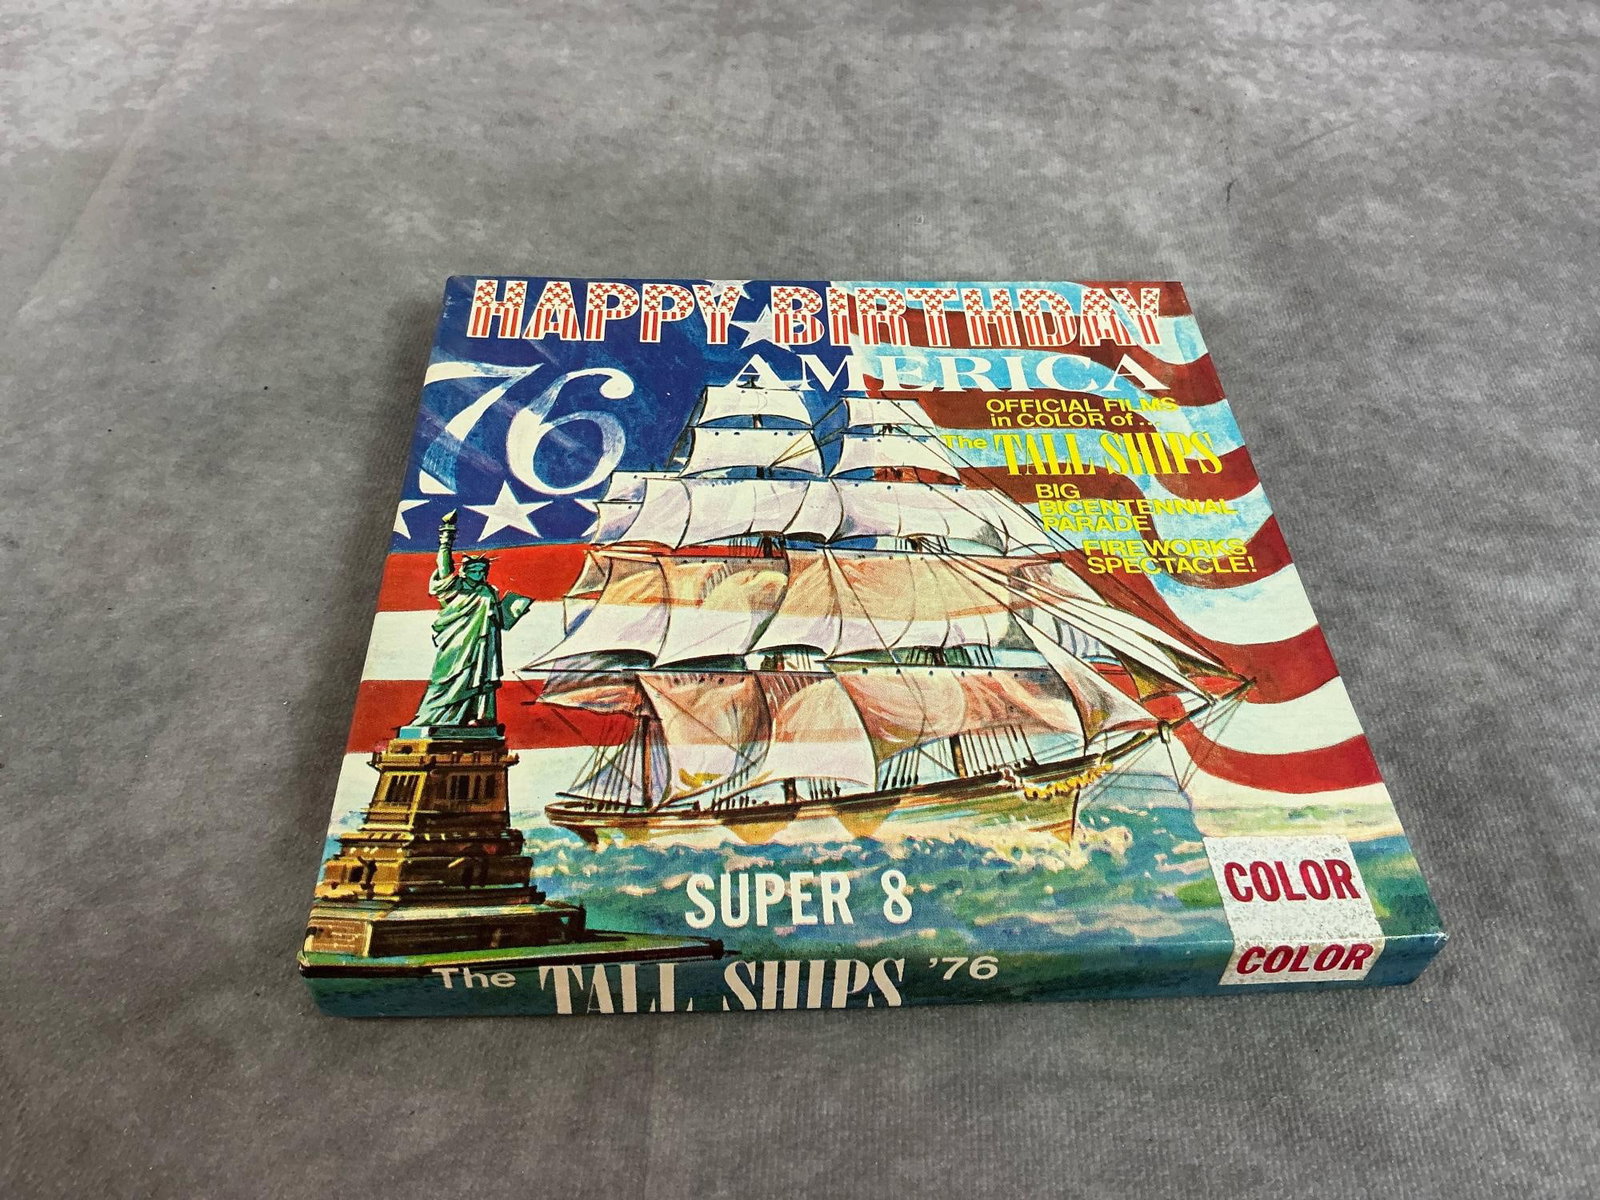 HAPPY BIRTHDAY
AMERICA
76
OFFICIAL FILMS
in COLOR of...
The TALL SHIPS
BIG
BICENTENNIAL
PARADE
FIREWORKS
SPECTACLE!
SUPER 8
COLOR
The TALL SHIPS '76
COLOR